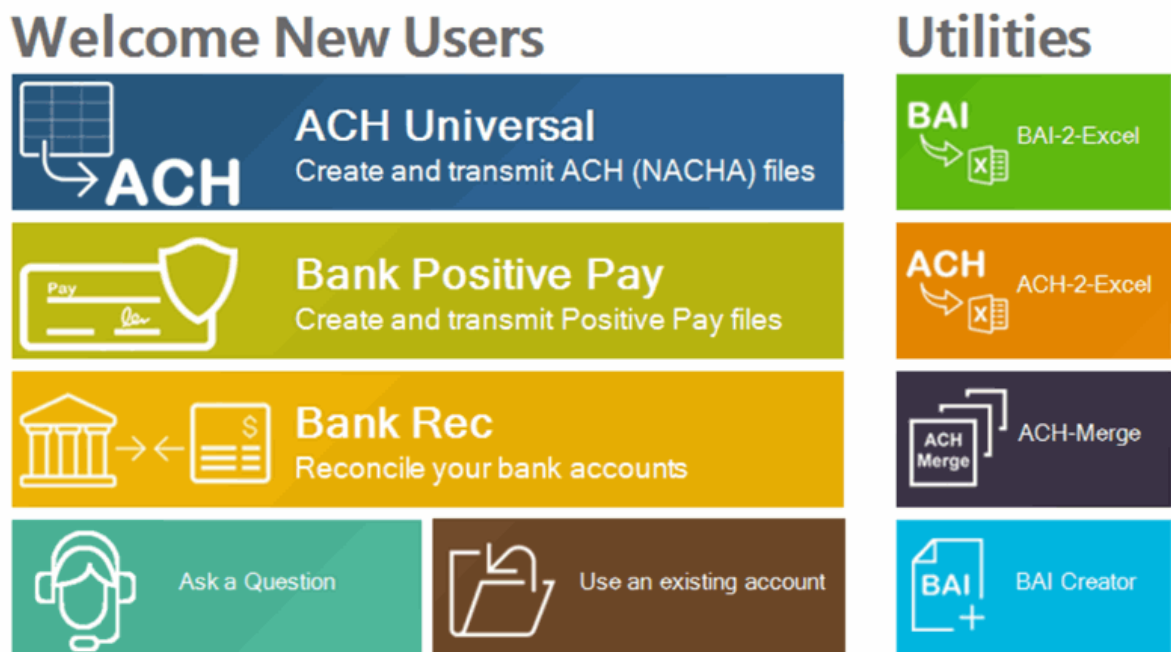 Welcome New Users
ACH
ACH Universal
Create and transmit ACH (NACHA) files
Pay
Bank Positive Pay
Create and transmit Positive Pay files
$
Bank Rec
Reconcile your bank accounts
Ask a Question
Use an existing account
Utilities
BAI
X
BAI-2-Excel
ACH
X
ACH-2-Excel
ACH
Merge
ACH-Merge
BAI
+
BAI Creator